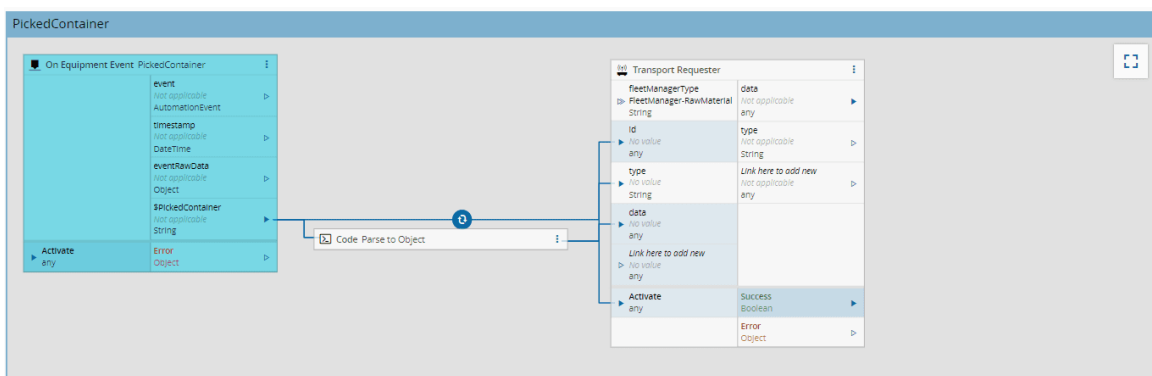 PickedContainer
On Equipment Event PickedContainer
event
Not applicable
AutomationEvent
timestamp
Not applicable
DateTime
eventRawData
Not applicable
Object
$PickedContainer
Not applicable
String
Activate
any
Error
Object
Code Parse to Object
Transport Requester
fleetManagerType
FleetManager-RawMaterial
String
data
Not applicable
any
id
No value
any
type
Not applicable
String
type
No value
String
Link here to add new
Not applicable
any
data
No value
any
Link here to add new
No value
any
Activate
any
Success
Boolean
Error
Object